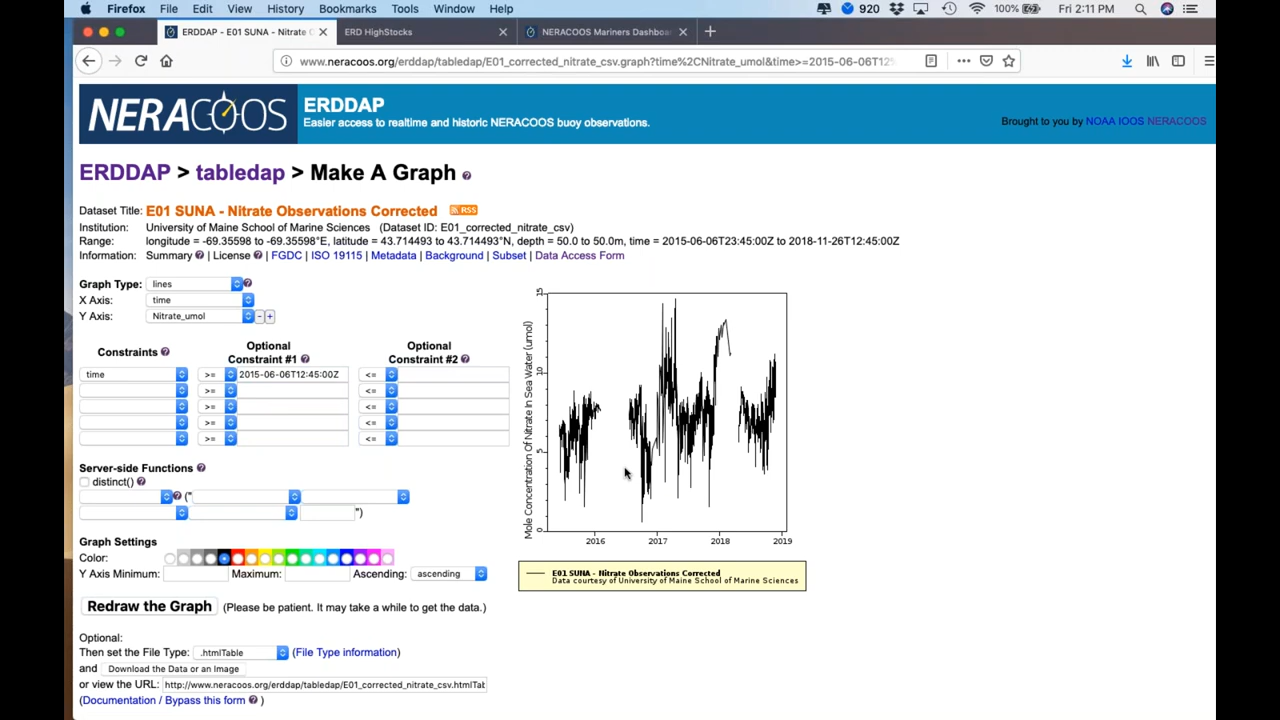 Firefox File Edit View History Bookmarks Tools Window Help 920 100% Fri 2:11 PM
ERDDAP - E01 SUNA - Nitrate O ERD HighStocks NERACOOS Mariners Dashboa
www.neracoos.org/erddap/tabledap/E01_corrected_nitrate_csv.graph?time%2CNitrate_umol&time>=2015-06-06T12%
NERACOOS
ERDDAP
Easier access to realtime and historic NERACOOS buoy observations.
Brought to you by NOAA IOOS NERACOOS
ERDDAP > tabledap > Make A Graph ?
Dataset Title: E01 SUNA - Nitrate Observations Corrected RSS
Institution: University of Maine School of Marine Sciences (Dataset ID: E01_corrected_nitrate_csv)
Range: longitude = -69.35598 to -69.35598°E, latitude = 43.714493 to 43.714493°N, depth = 50.0 to 50.0m, time = 2015-06-06T23:45:00Z to 2018-11-26T12:45:00Z
Information: Summary ? | License ? | FGDC | ISO 19115 | Metadata | Background | Subset | Data Access Form
Graph Type: lines ?
X Axis: time
Y Axis: Nitrate_umol - +
Constraints ? Optional Constraint #1 ? Optional Constraint #2 ?
time >= 2015-06-06T12:45:00Z <=
>= <=
>= <=
>= <=
>= <=
Server-side Functions ?
distinct() ?
? ("
")
Graph Settings
Color:
Y Axis Minimum: Maximum: Ascending: ascending
Redraw the Graph (Please be patient. It may take a while to get the data.)
Optional:
Then set the File Type: .htmlTable (File Type information)
and Download the Data or an Image
or view the URL: http://www.neracoos.org/erddap/tabledap/E01_corrected_nitrate_csv.htmlTat
(Documentation / Bypass this form ? )
Mole Concentration Of Nitrate In Sea Water (umol)
15
10
5
0
2016 2017 2018 2019
E01 SUNA - Nitrate Observations Corrected
Data courtesy of University of Maine School of Marine Sciences